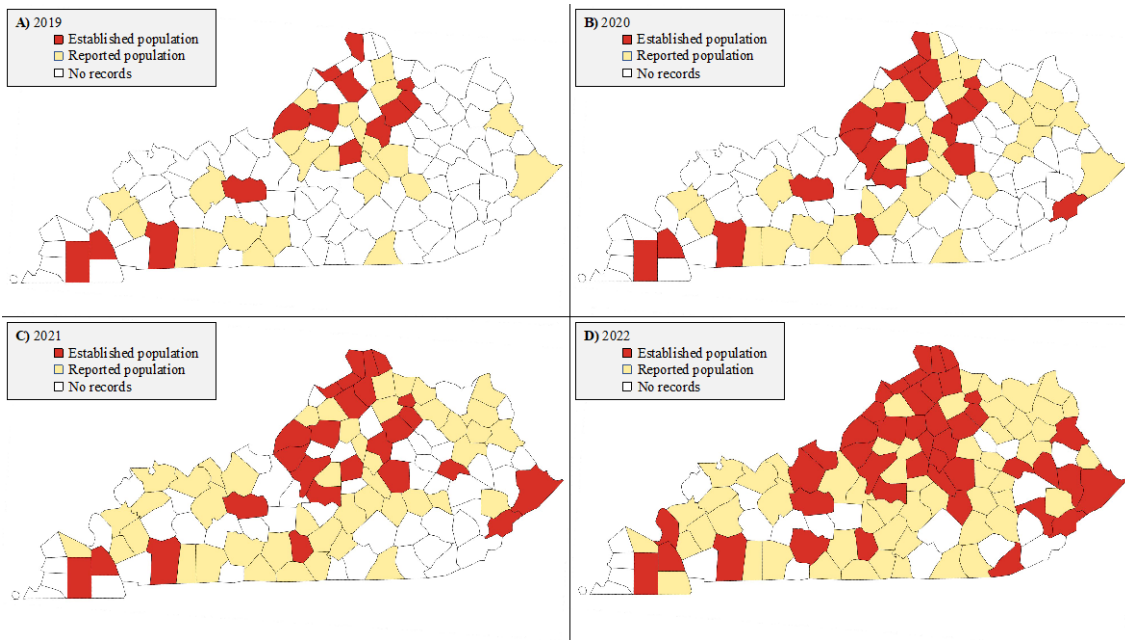 A) 2019
Established population
Reported population
No records
B) 2020
Established population
Reported population
No records
C) 2021
Established population
Reported population
No records
D) 2022
Established population
Reported population
No records